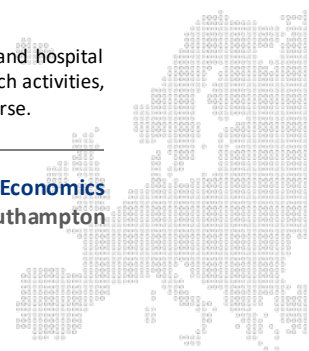 and hospital
ch activities,
rse.
Economics
uthampton